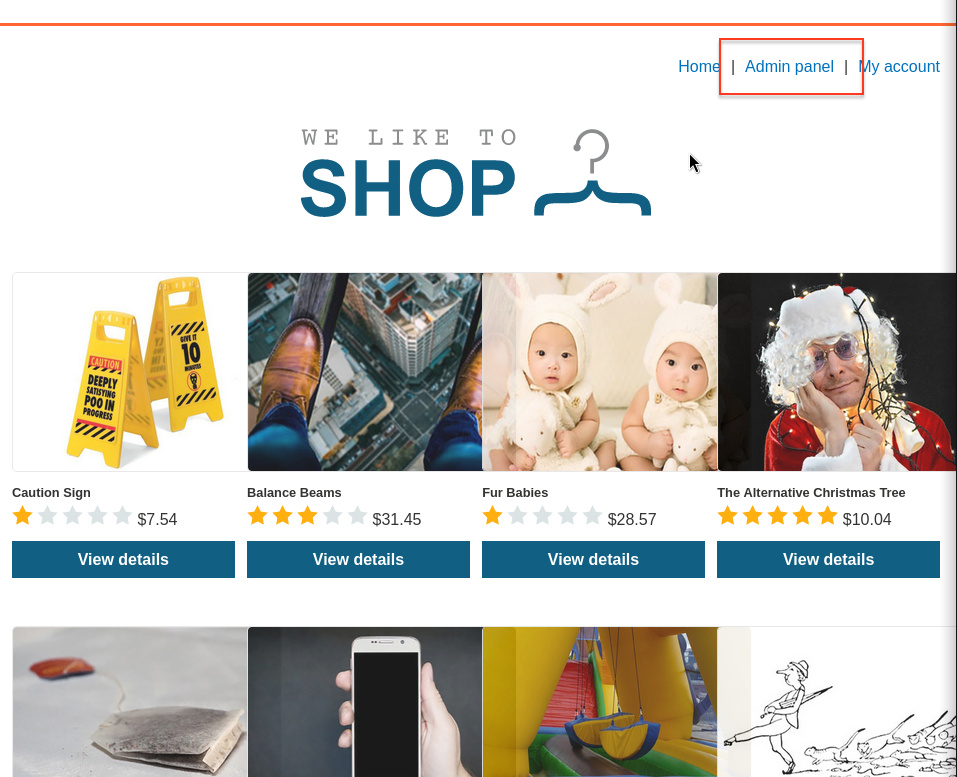 Home | Admin panel | My account
WE LIKE TO
SHOP
CAUTION
DEEPLY
SATISFYING
POO IN
PROGRESS
GIVE IT
10
MINUTES
Caution Sign
$7.54
View details
Balance Beams
$31.45
View details
Fur Babies
$28.57
View details
The Alternative Christmas Tree
$10.04
View details